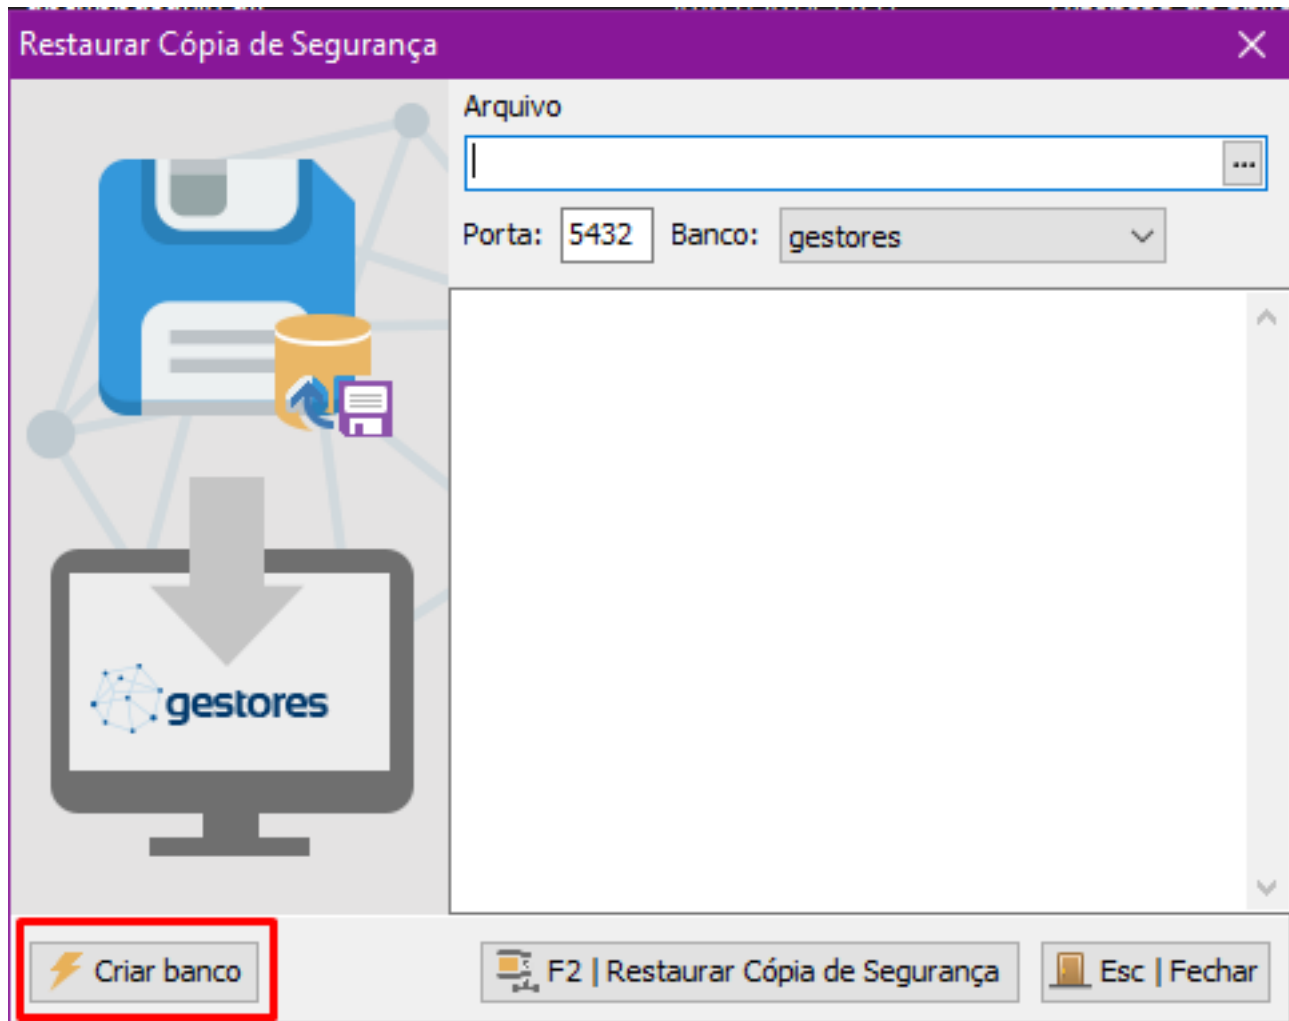 Restaurar Cópia de Segurança
Arquivo
...
Porta: 5432 Banco: gestores
gestores
Criar banco
F2 | Restaurar Cópia de Segurança
Esc | Fechar